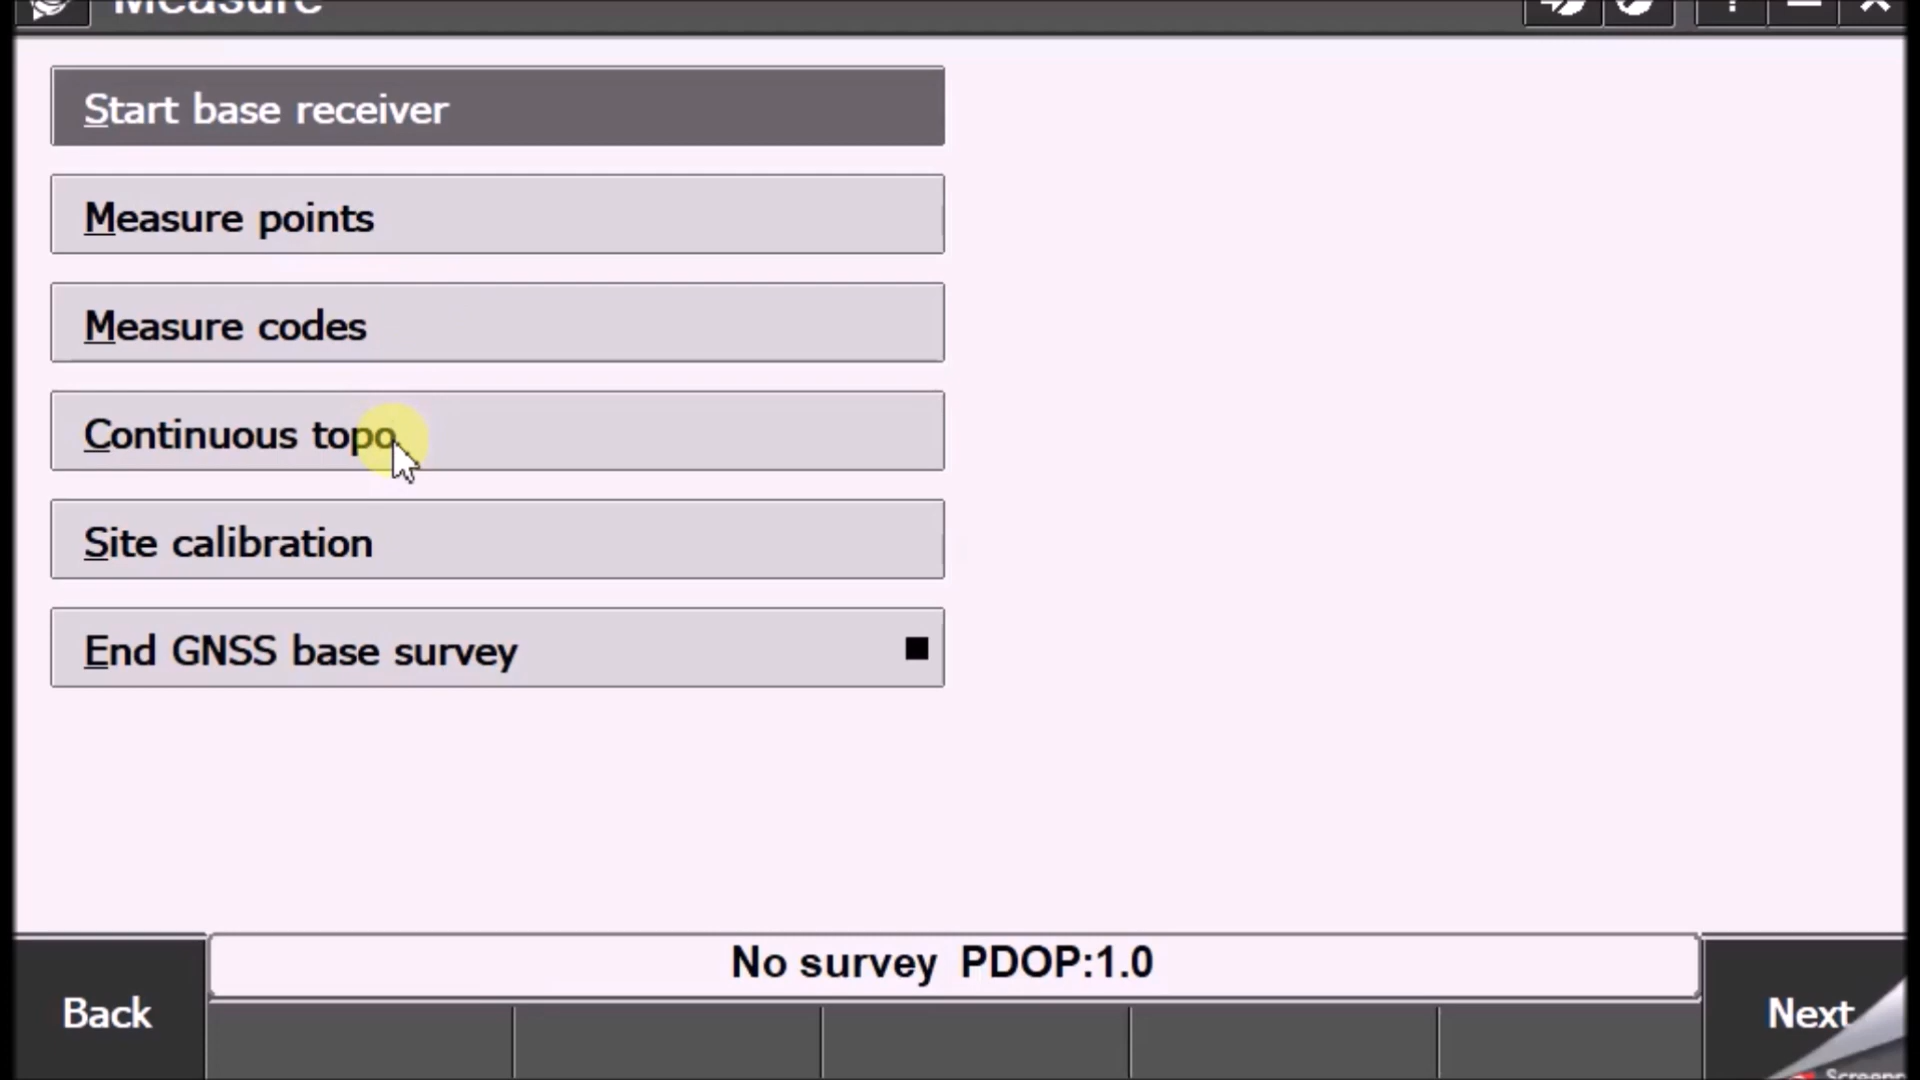 Measure
Start base receiver
Measure points
Measure codes
Continuous topo
Site calibration
End GNSS base survey
No survey PDOP:1.0
Back
Next